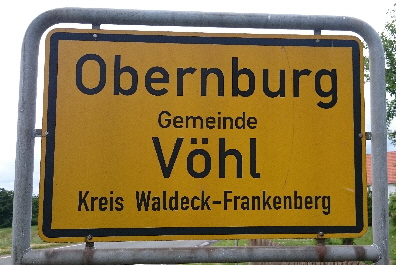 Obernburg
Gemeinde
Vöhl
Kreis Waldeck-Frankenberg